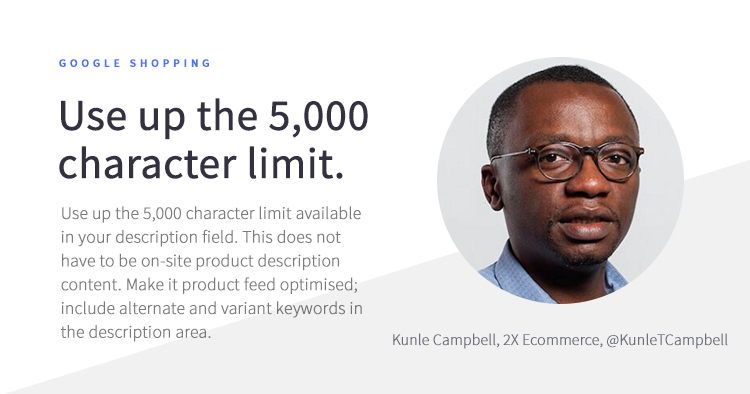 GOOGLE SHOPPING
Use up the 5,000
character limit.
Use up the 5,000 character limit available
in your description field. This does not
have to be on-site product description
content. Make it product feed optimised;
include alternate and variant keywords in
the description area.
Kunle Campbell, 2X Ecommerce, @KunleTCampbell